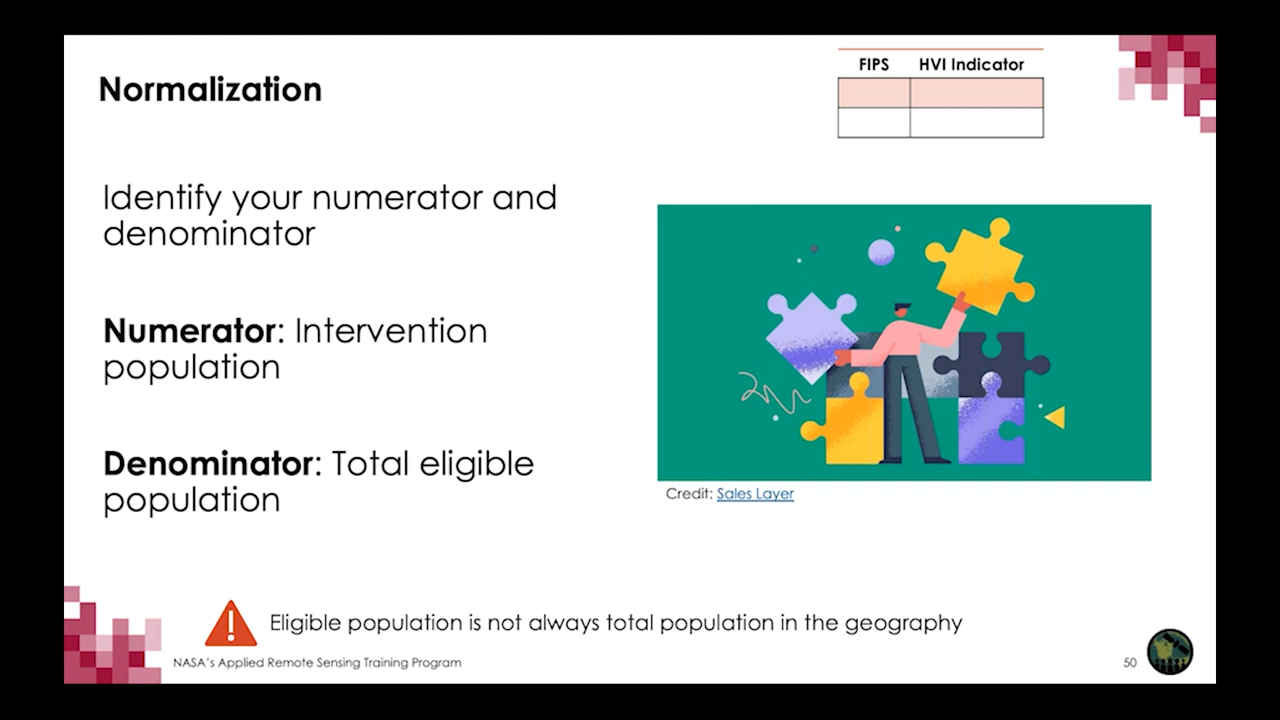 Normalization
FIPS HVI Indicator
Identify your numerator and
denominator
Numerator: Intervention
population
Denominator: Total eligible
population
Credit: Sales Layer
Eligible population is not always total population in the geography
NASA's Applied Remote Sensing Training Program
50